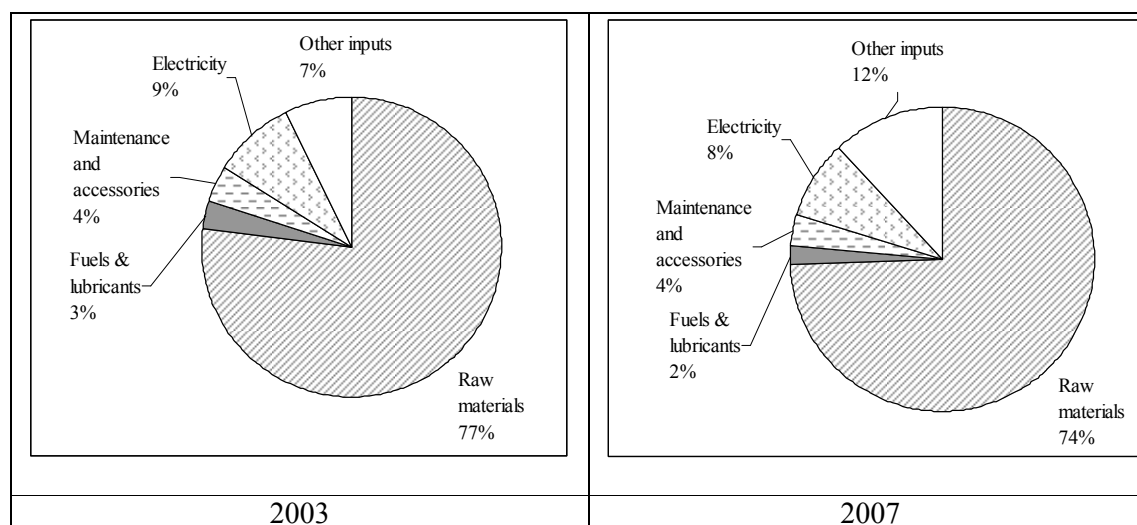 Other inputs
7%
Electricity
9%
Maintenance
and
accessories
4%
Fuels &
lubricants
3%
Raw
materials
77%
2003
Other inputs
12%
Electricity
8%
Maintenance
and
accessories
4%
Fuels &
lubricants
2%
Raw
materials
74%
2007